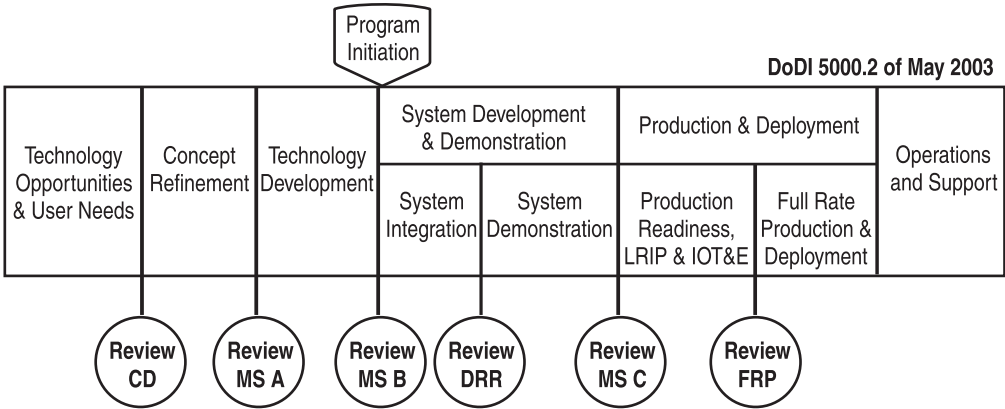 Program
Initiation
DoDI 5000.2 of May 2003
Technology
Opportunities
& User Needs
Concept
Refinement
Technology
Development
System Development
& Demonstration
System
Integration
System
Demonstration
Production & Deployment
Production
Readiness,
LRIP & IOT&E
Full Rate
Production &
Deployment
Operations
and Support
Review
CD
Review
MS A
Review
MS B
Review
DRR
Review
MS C
Review
FRP